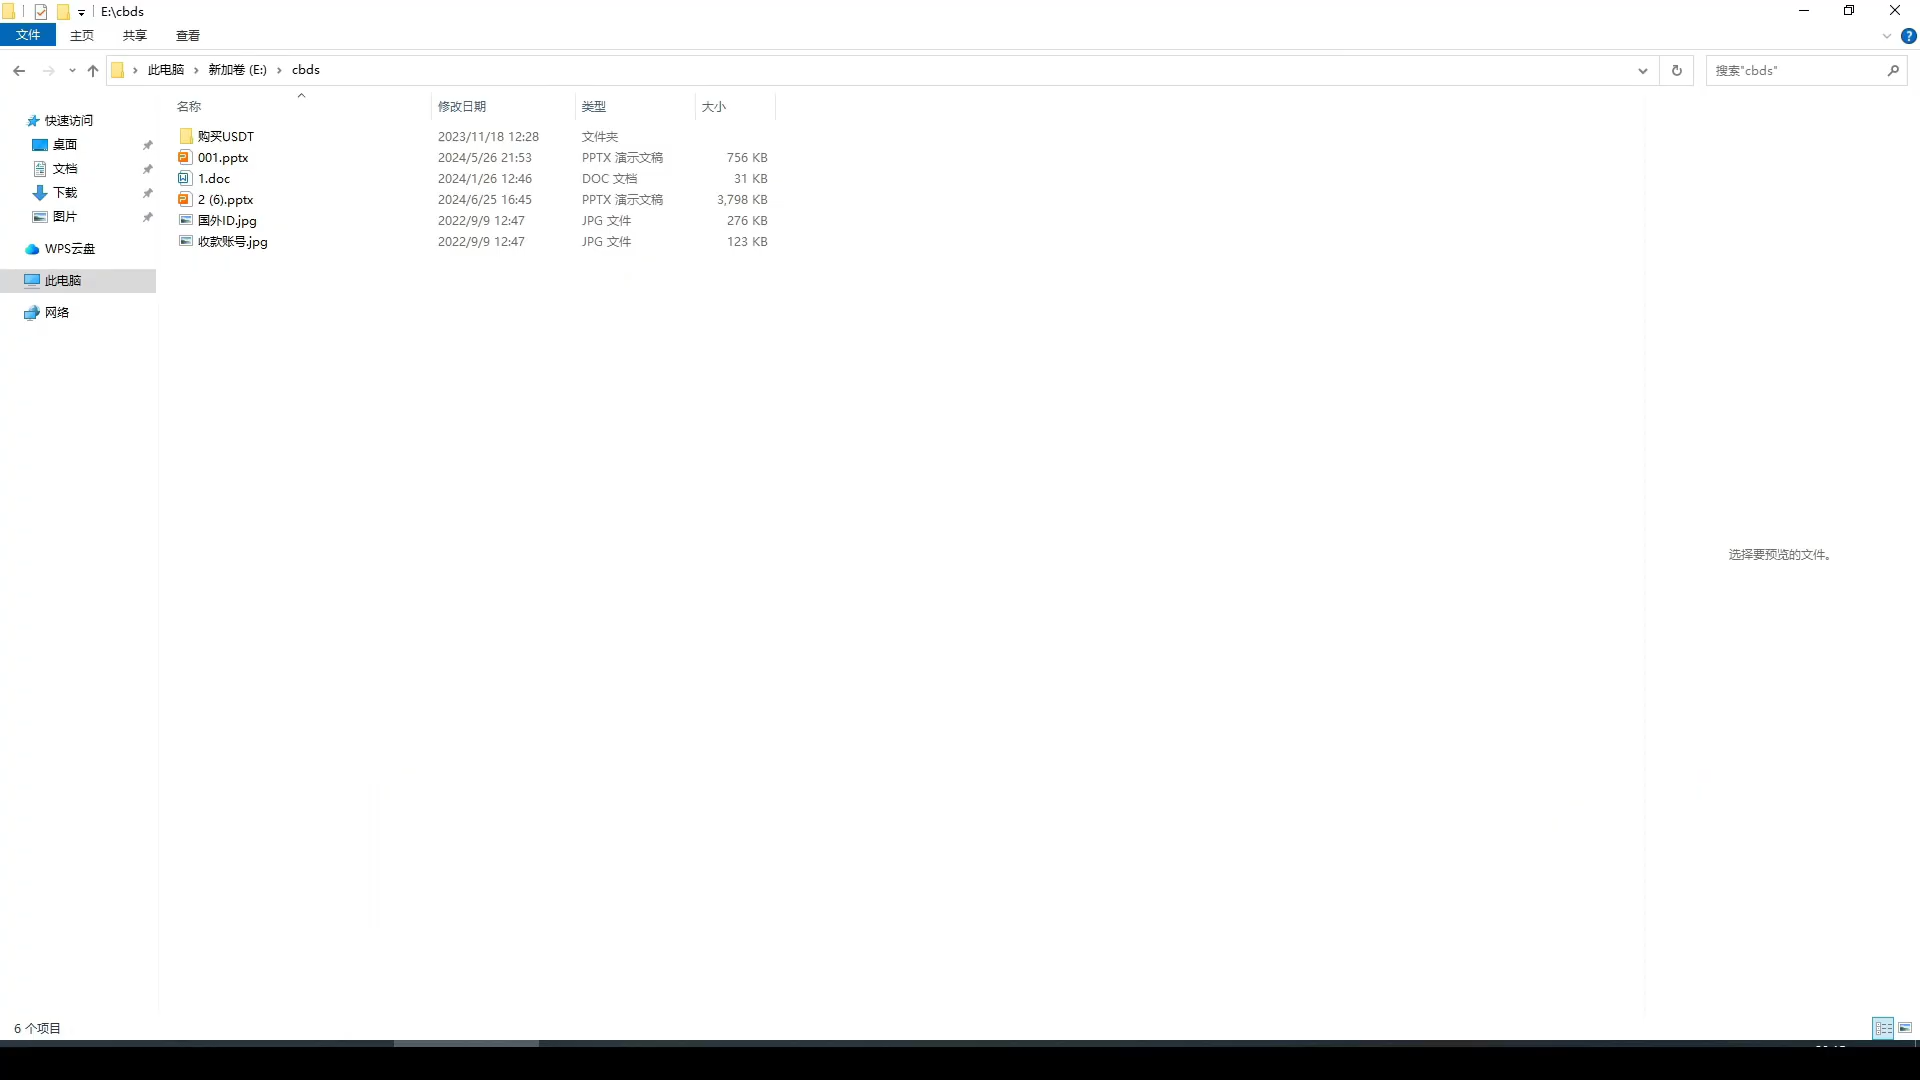 E:\cbds
文件 主页 共享 查看
此电脑 新加卷 (E:) cbds
搜索"cbds"
名称 修改日期 类型 大小
快速访问
桌面
文档
下载
图片
WPS云盘
此电脑
网络
购买USDT 2023/11/18 12:28 文件夹
001.pptx 2024/5/26 21:53 PPTX 演示文稿 756 KB
1.doc 2024/1/26 12:46 DOC 文档 31 KB
2 (6).pptx 2024/6/25 16:45 PPTX 演示文稿 3,798 KB
国外ID.jpg 2022/9/9 12:47 JPG 文件 276 KB
收款账号.jpg 2022/9/9 12:47 JPG 文件 123 KB
选择要预览的文件。
6 个项目